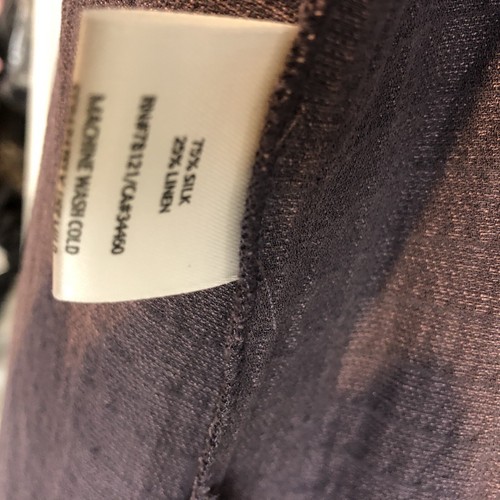 75% SILK
25% LINEN
RN#78121/CA#34460
MACHINE WASH COLD